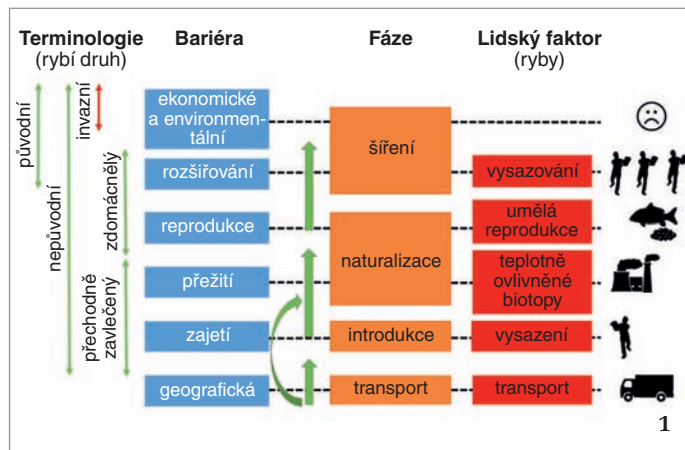 Terminologie
(rybí druh)
Bariéra
Fáze
Lidský faktor
(ryby)
původní
nepůvodní
invazní
zdomácnělý
přechodně
zavlečený
ekonomické
a environmen-
tální
rozšiřování
reprodukce
přežití
zajetí
geografická
šíření
naturalizace
introdukce
transport
vysazování
umělá
reprodukce
teplotně
ovlivněné
biotopy
vysazení
transport
1